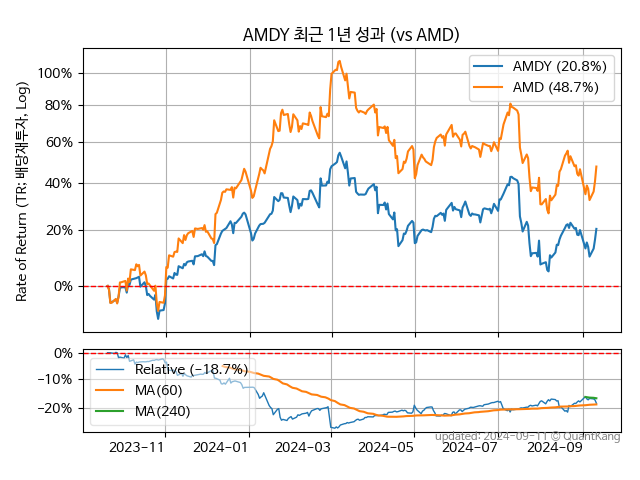 AMDY 최근 1년 성과 (vs AMD)
Rate of Return (TR: 배당재투자, Log)
100%
80%
60%
40%
20%
0%
AMDY (20.8%)
AMD (48.7%)
0%
−10%
−20%
Relative (−18.7%)
MA(60)
MA(240)
2023-11
2024-01
2024-03
2024-05
2024-07
2024-09
updated: 2024-09-11 © QuantKang